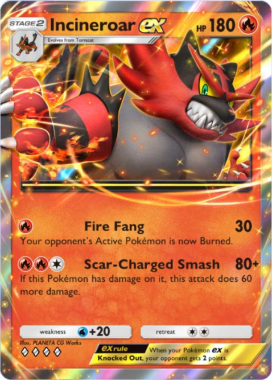 STAGE 2 Incineroar ex HP 180
Evolves from Torracat
Fire Fang 30
Your opponent's Active Pokémon is now Burned.
Scar-Charged Smash 80+
If this Pokémon has damage on it, this attack does 60
more damage.
weakness +20 retreat
Illus. PLANETA CG Works
ex rule When your Pokémon ex is
Knocked Out, your opponent gets 2 points.